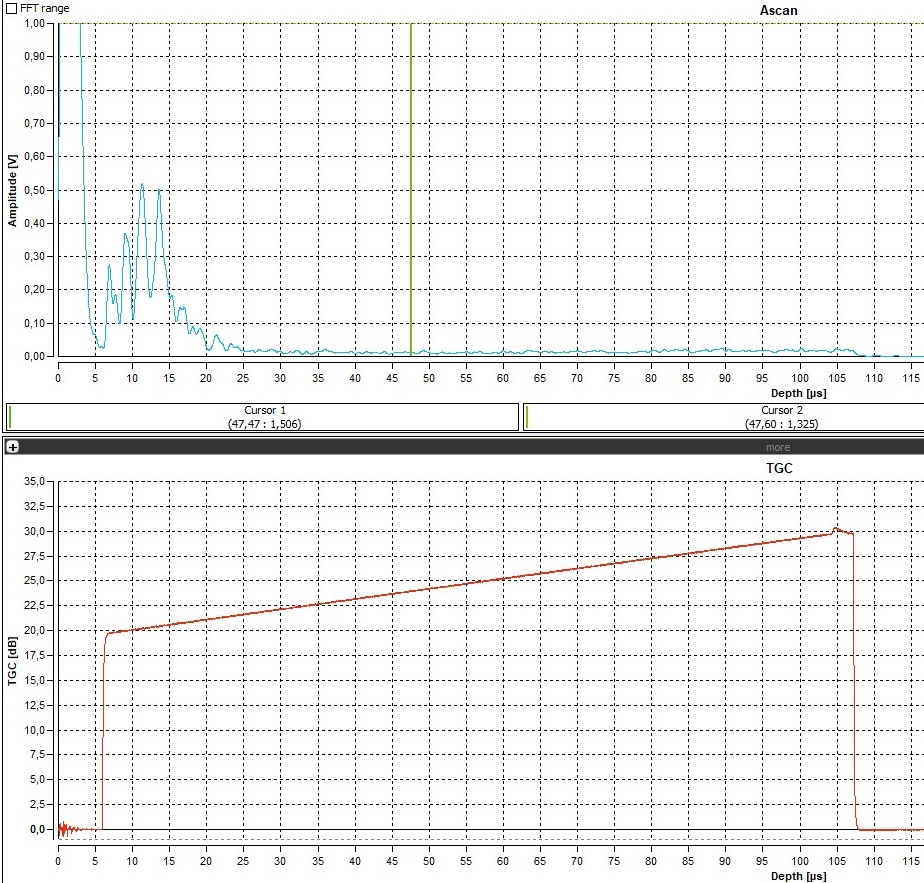 FFT range
Ascan
1,00
0,90
0,80
0,70
0,60
0,50
0,40
0,30
0,20
0,10
0,00
Amplitude [V]
0 5 10 15 20 25 30 35 40 45 50 55 60 65 70 75 80 85 90 95 100 105 110 115
Depth [µs]
Cursor 1
(47,47 : 1,506)
Cursor 2
(47,60 : 1,325)
+
more
TGC
35,0
32,5
30,0
27,5
25,0
22,5
20,0
17,5
15,0
12,5
10,0
7,5
5,0
2,5
0,0
TGC [dB]
0 5 10 15 20 25 30 35 40 45 50 55 60 65 70 75 80 85 90 95 100 105 110 115
Depth [µs]